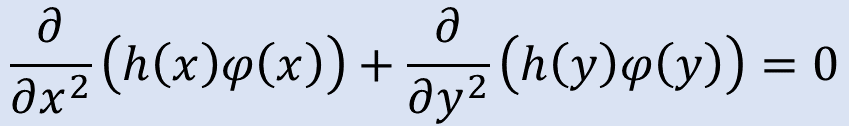 ∂/∂x² (h(x)φ(x)) + ∂/∂y² (h(y)φ(y)) = 0